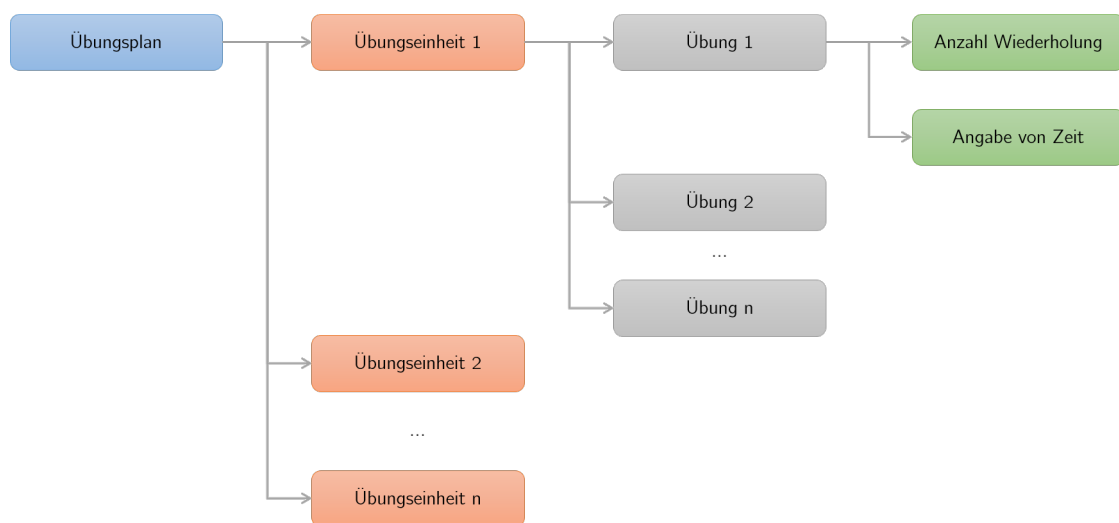 Übungsplan
Übungseinheit 1
Übung 1
Anzahl Wiederholung
Angabe von Zeit
Übung 2
...
Übung n
Übungseinheit 2
...
Übungseinheit n